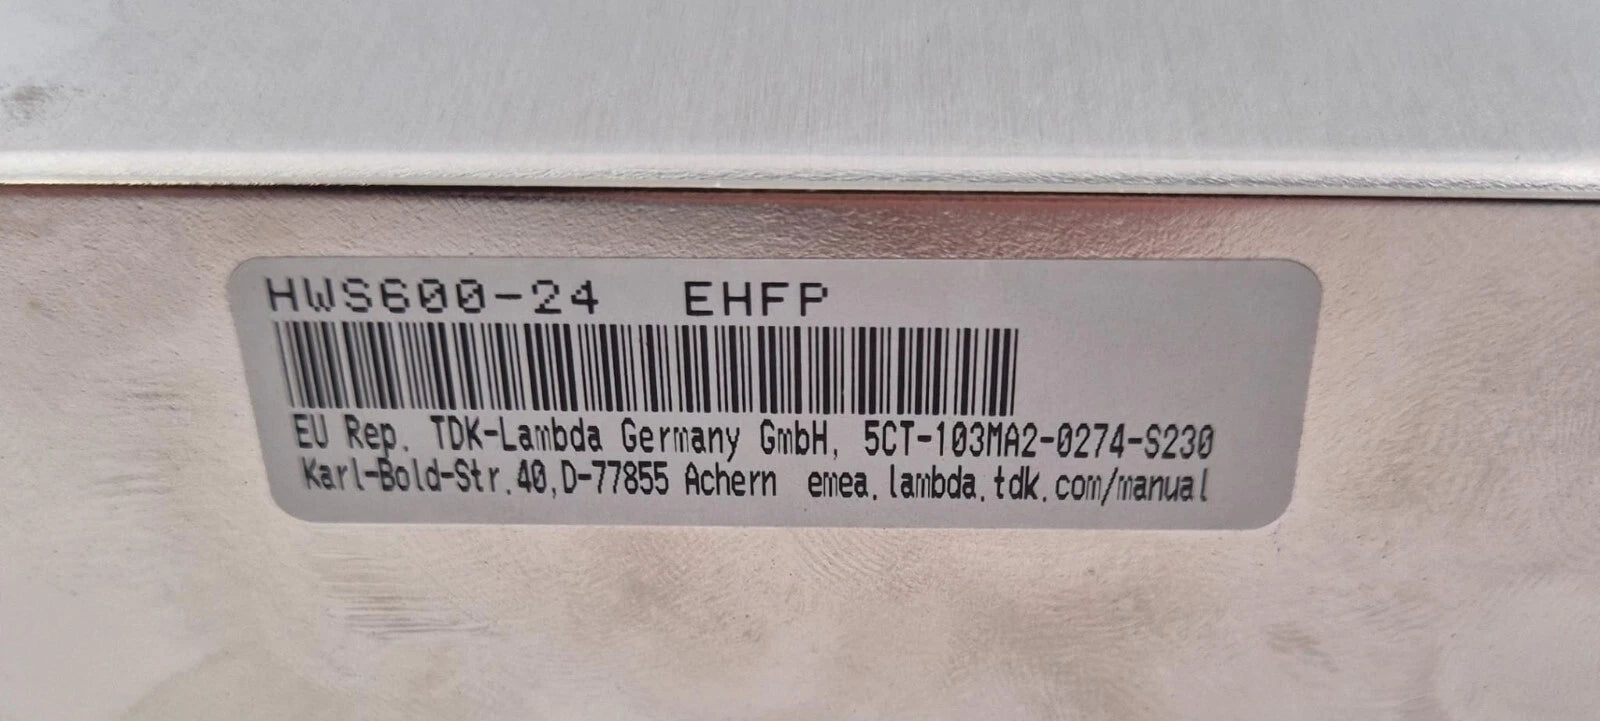 HWS600-24 EHFP
EU Rep. TDK-Lambda Germany GmbH, 5CT-103MA2-0274-S230
Karl-Bold-Str.40,D-77855 Achern emea.lambda.tdk.com/manual